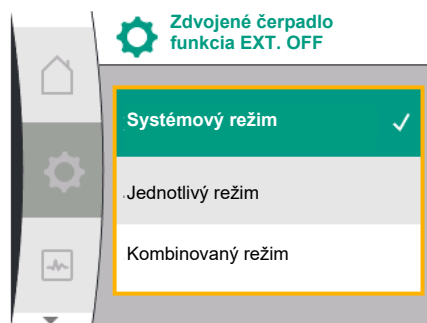 Zdvojené čerpadlo
funkcia EXT. OFF
Systémový režim
Jednotlivý režim
Kombinovaný režim